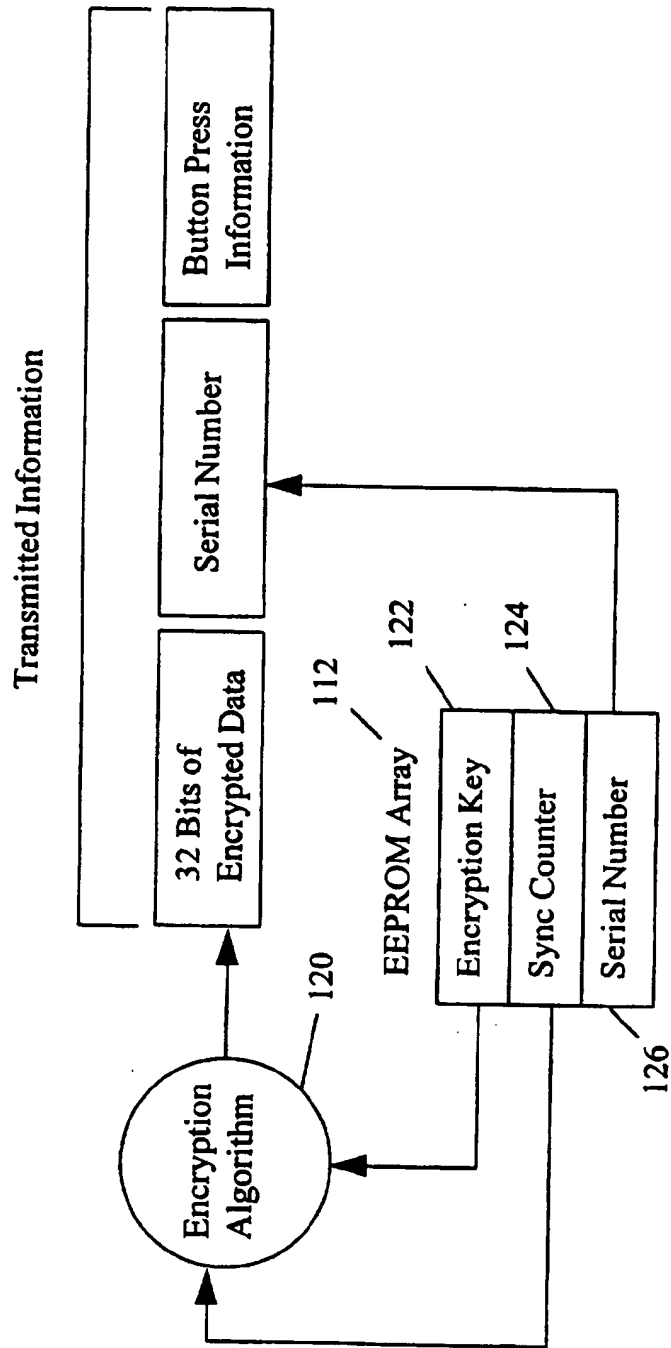 Transmitted Information
32 Bits of
Encrypted Data
Serial Number
Button Press
Information
Encryption
Algorithm
120
EEPROM Array
112
Encryption Key
122
Sync Counter
124
Serial Number
126